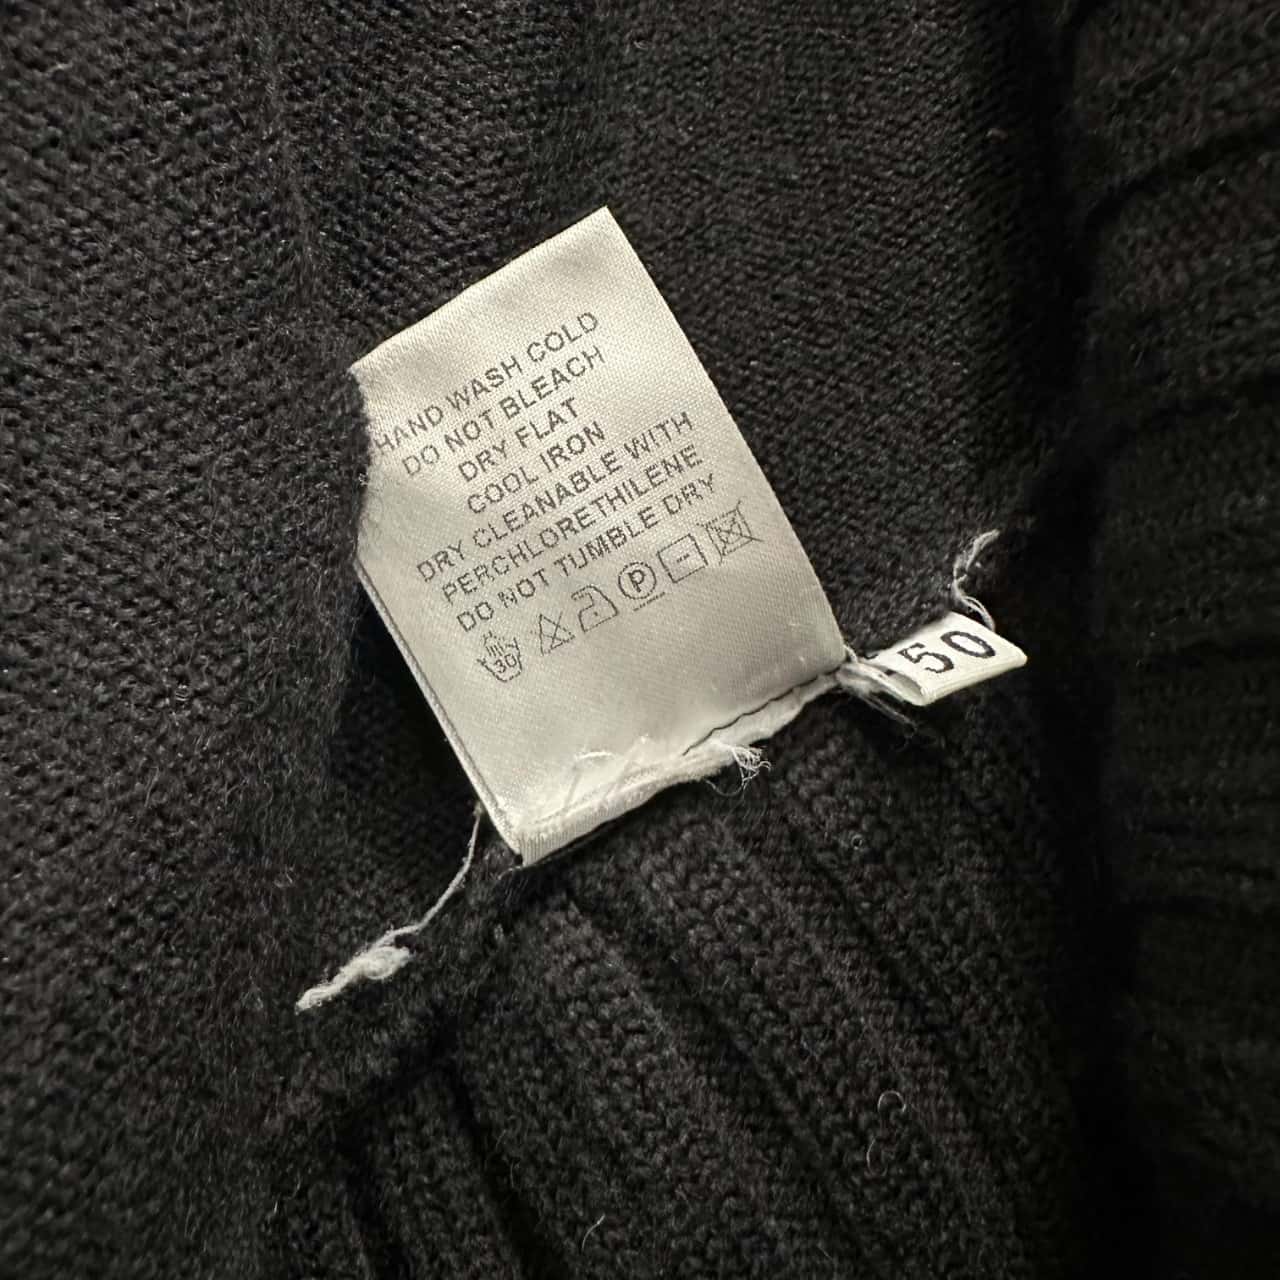 HAND WASH COLD
DO NOT BLEACH
DRY FLAT
COOL IRON
DRY CLEANABLE WITH
PERCHLORETHILENE
DO NOT TUMBLE DRY
30 P
50